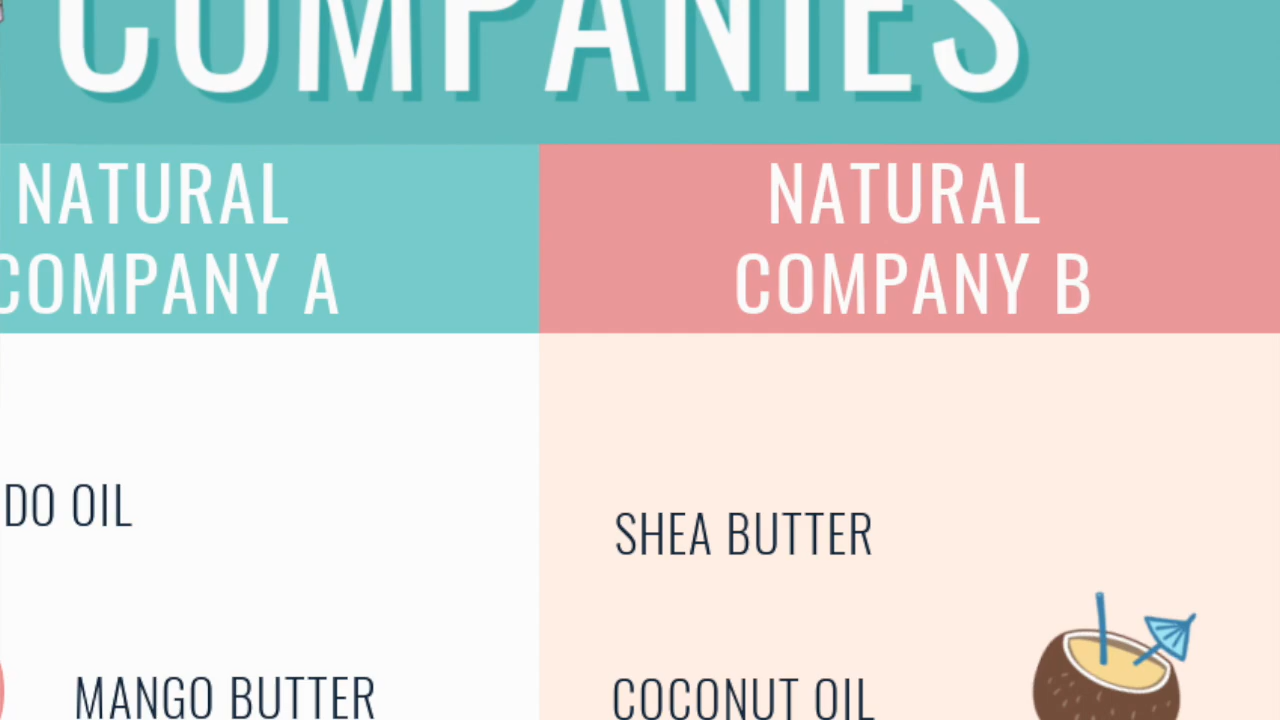 COMPANIES
NATURAL
COMPANY A
NATURAL
COMPANY B
DO OIL
SHEA BUTTER
MANGO BUTTER
COCONUT OIL